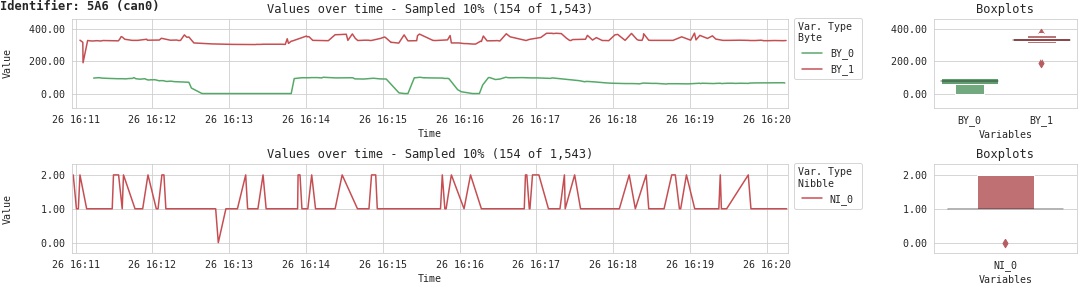 Identifier: 5A6 (can0)
Values over time - Sampled 10% (154 of 1,543)
Boxplots
400.00
200.00
0.00
Value
Var. Type
Byte
BY_0
BY_1
26 16:11 26 16:12 26 16:13 26 16:14 26 16:15 26 16:16 26 16:17 26 16:18 26 16:19 26 16:20
Time
400.00
200.00
0.00
BY_0 BY_1
Variables
Values over time - Sampled 10% (154 of 1,543)
Boxplots
2.00
1.00
0.00
Value
Var. Type
Nibble
NI_0
26 16:11 26 16:12 26 16:13 26 16:14 26 16:15 26 16:16 26 16:17 26 16:18 26 16:19 26 16:20
Time
2.00
1.00
0.00
NI_0
Variables